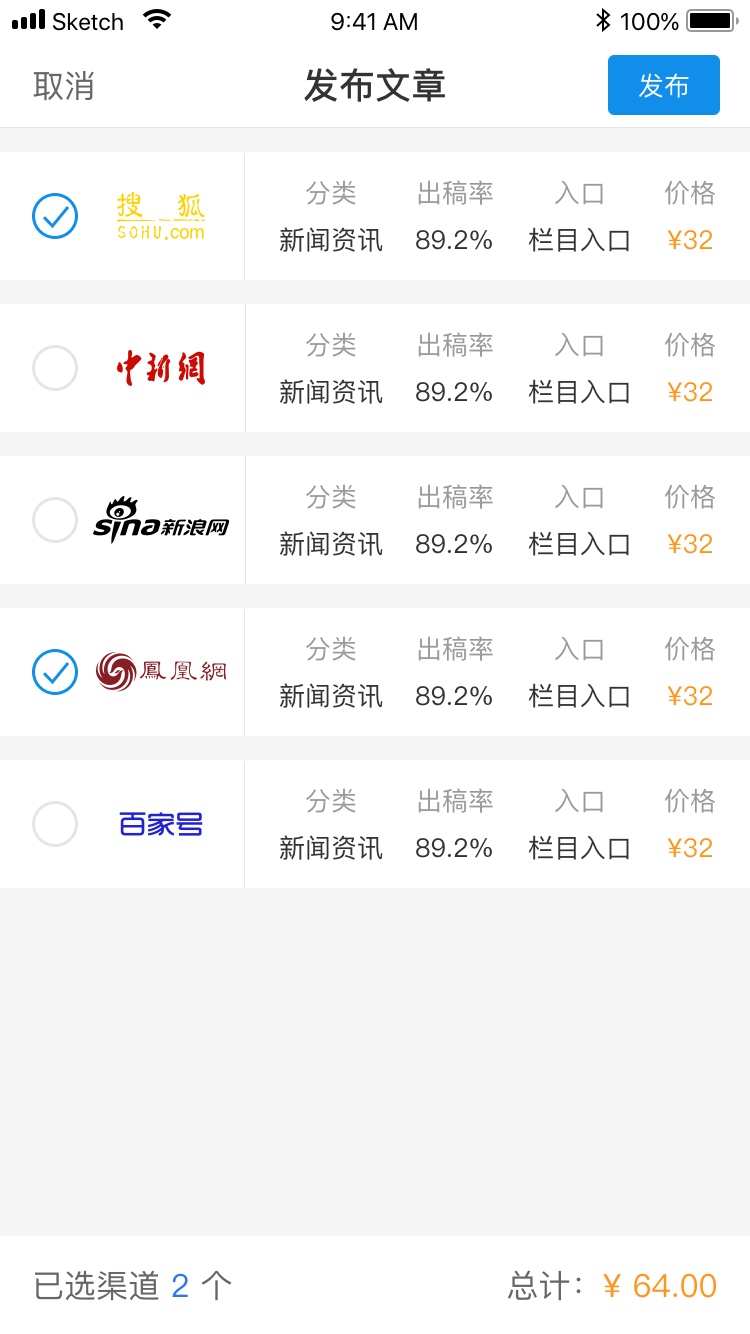 Sketch 9:41 AM 100%
取消 发布文章 发布
搜狐 SOHU.com
分类 出稿率 入口 价格
新闻资讯 89.2% 栏目入口 ¥32
中新網
分类 出稿率 入口 价格
新闻资讯 89.2% 栏目入口 ¥32
sina新浪网
分类 出稿率 入口 价格
新闻资讯 89.2% 栏目入口 ¥32
鳳凰網
分类 出稿率 入口 价格
新闻资讯 89.2% 栏目入口 ¥32
百家号
分类 出稿率 入口 价格
新闻资讯 89.2% 栏目入口 ¥32
已选渠道 2 个 总计：¥ 64.00